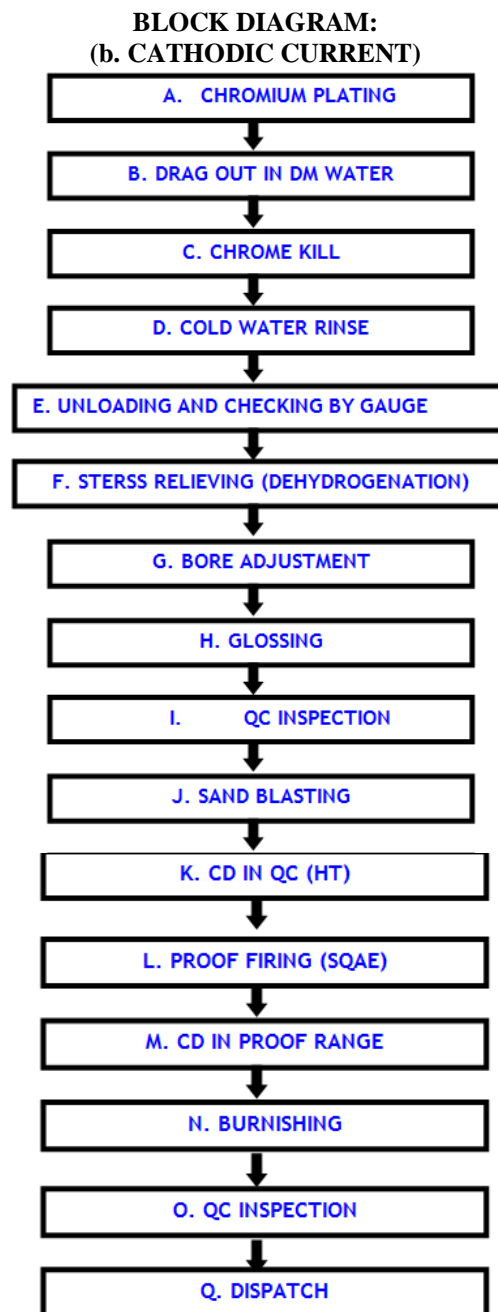 BLOCK DIAGRAM:
(b. CATHODIC CURRENT)
A. CHROMIUM PLATING
B. DRAG OUT IN DM WATER
C. CHROME KILL
D. COLD WATER RINSE
E. UNLOADING AND CHECKING BY GAUGE
F. STERSS RELIEVING (DEHYDROGENATION)
G. BORE ADJUSTMENT
H. GLOSSING
I. QC INSPECTION
J. SAND BLASTING
K. CD IN QC (HT)
L. PROOF FIRING (SQAE)
M. CD IN PROOF RANGE
N. BURNISHING
O. QC INSPECTION
Q. DISPATCH